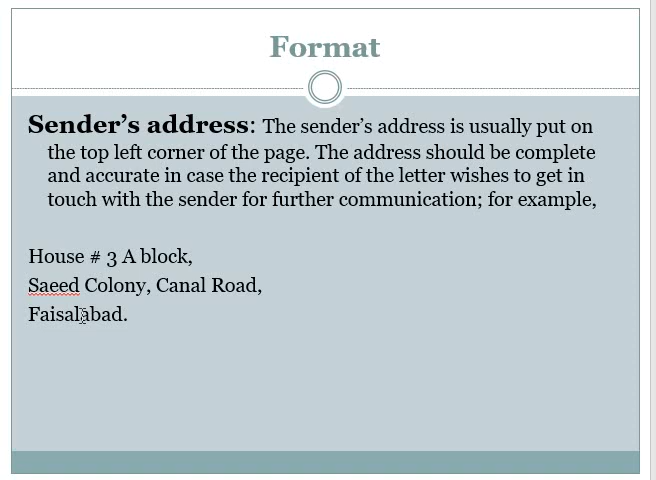 Format
Sender’s address: The sender’s address is usually put on
the top left corner of the page. The address should be complete
and accurate in case the recipient of the letter wishes to get in
touch with the sender for further communication; for example,
House # 3 A block,
Saeed Colony, Canal Road,
Faisalabad.